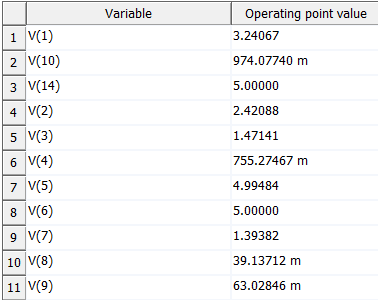 Variable Operating point value
1 V(1) 3.24067
2 V(10) 974.07740 m
3 V(14) 5.00000
4 V(2) 2.42088
5 V(3) 1.47141
6 V(4) 755.27467 m
7 V(5) 4.99484
8 V(6) 5.00000
9 V(7) 1.39382
10 V(8) 39.13712 m
11 V(9) 63.02846 m